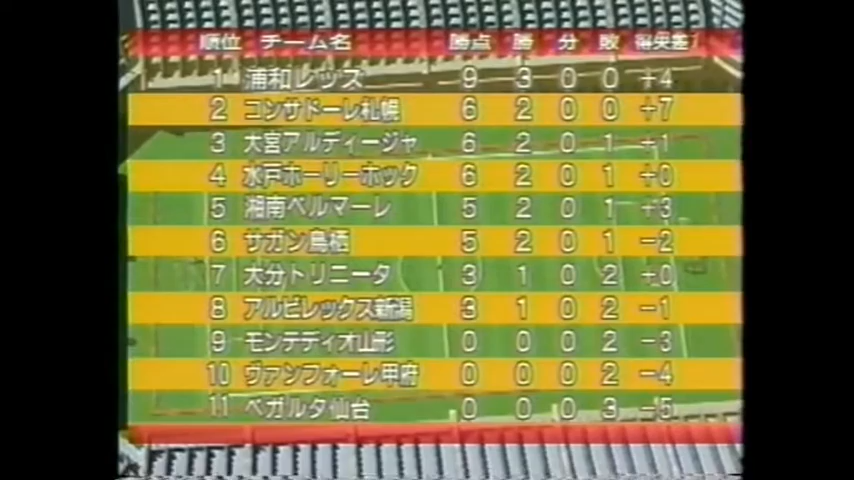 順位 チーム名 勝点 勝 分 敗 得失差
1 浦和レッズ 9 3 0 0 +4
2 コンサドーレ札幌 6 2 0 0 +7
3 大宮アルディージャ 6 2 0 1 +1
4 水戸ホーリーホック 6 2 0 1 +0
5 湘南ベルマーレ 5 2 0 1 +3
6 サガン鳥栖 5 2 0 1 -2
7 大分トリニータ 3 1 0 2 +0
8 アルビレックス新潟 3 1 0 2 -1
9 モンテディオ山形 0 0 0 2 -3
10 ヴァンフォーレ甲府 0 0 0 2 -4
11 ベガルタ仙台 0 0 0 3 -5